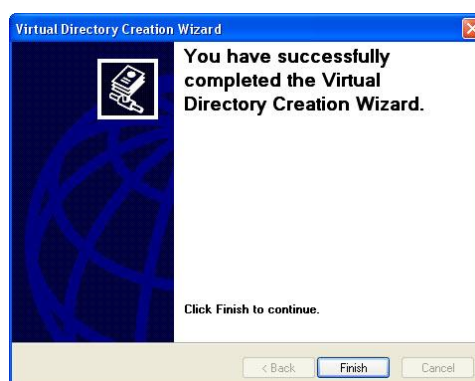 Virtual Directory Creation Wizard
You have successfully
completed the Virtual
Directory Creation Wizard.
Click Finish to continue.
< Back Finish Cancel